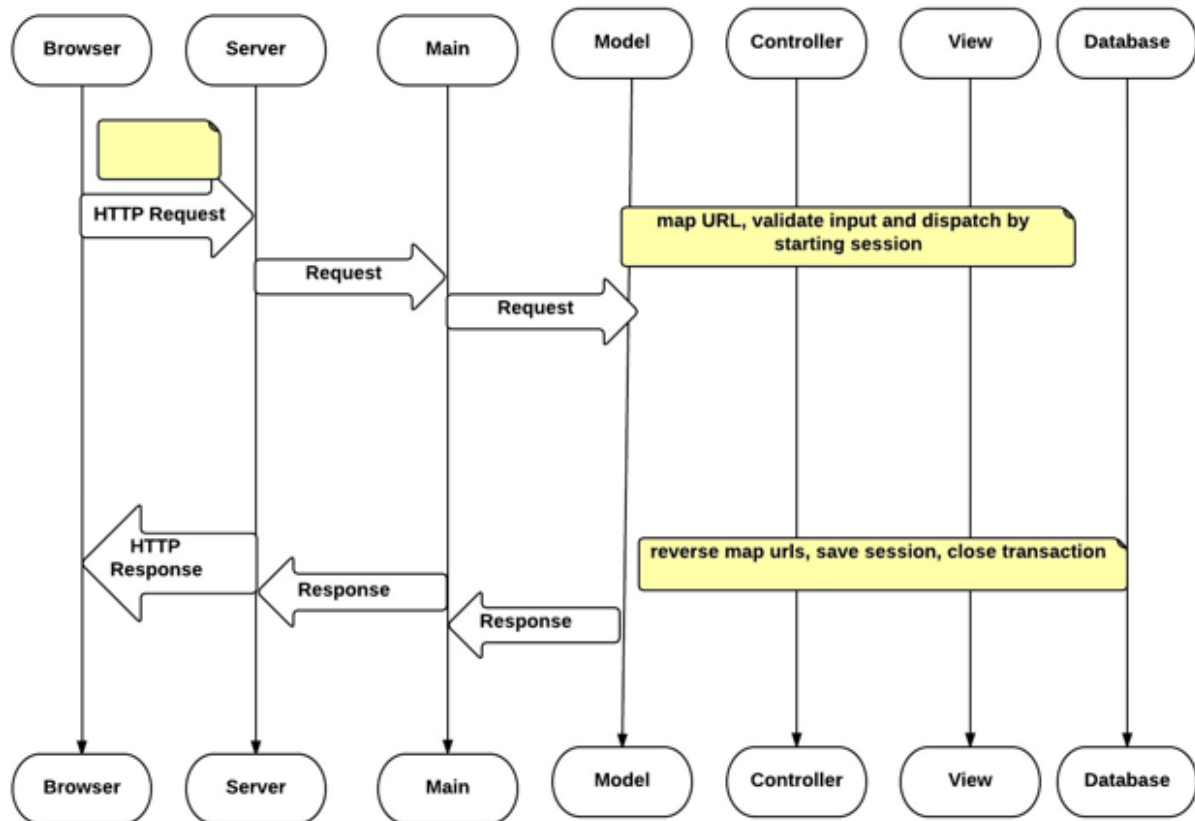 Browser
Server
Main
Model
Controller
View
Database
HTTP Request
map URL, validate input and dispatch by
starting session
Request
Request
HTTP
Response
reverse map urls, save session, close transaction
Response
Response
Browser
Server
Main
Model
Controller
View
Database